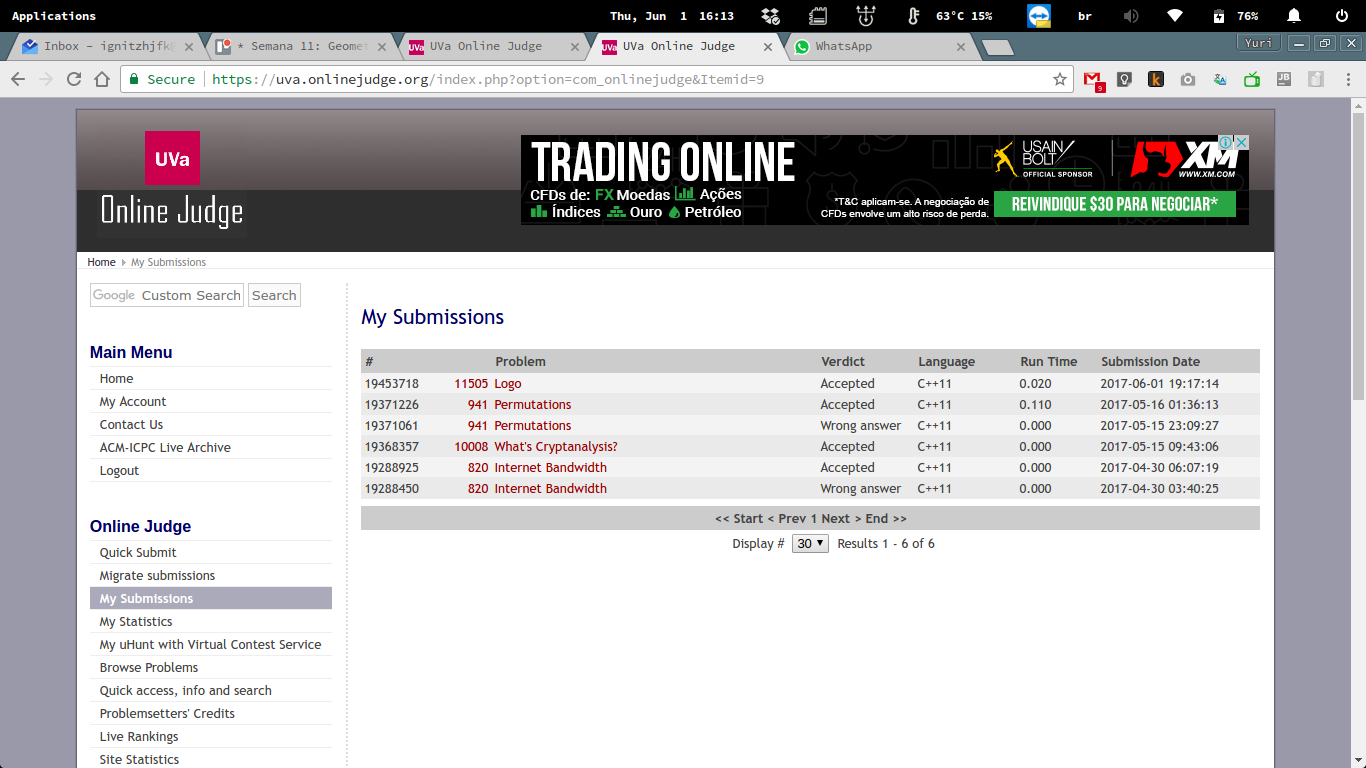 Applications Thu, Jun 1 16:13 63°C 15% br 76%
Inbox – ignitzhjfk * Semana 11: Geomet UVa Online Judge UVa Online Judge WhatsApp Yuri
Secure https://uva.onlinejudge.org/index.php?option=com_onlinejudge&Itemid=9 9 JB
UVa
Online Judge
TRADING ONLINE
CFDs de: FX Moedas Ações
Índices Ouro Petróleo
USAIN
BOLT
OFFICIAL SPONSOR
XM
WWW.XM.COM
*T&C aplicam-se. A negociação de
CFDs envolve um alto risco de perda.
REIVINDIQUE $30 PARA NEGOCIAR*
Home My Submissions
Google Custom Search Search
Main Menu
Home
My Account
Contact Us
ACM-ICPC Live Archive
Logout
Online Judge
Quick Submit
Migrate submissions
My Submissions
My Statistics
My uHunt with Virtual Contest Service
Browse Problems
Quick access, info and search
Problemsetters' Credits
Live Rankings
Site Statistics
My Submissions
# Problem Verdict Language Run Time Submission Date
19453718 11505 Logo Accepted C++11 0.020 2017-06-01 19:17:14
19371226 941 Permutations Accepted C++11 0.110 2017-05-16 01:36:13
19371061 941 Permutations Wrong answer C++11 0.000 2017-05-15 23:09:27
19368357 10008 What's Cryptanalysis? Accepted C++11 0.000 2017-05-15 09:43:06
19288925 820 Internet Bandwidth Accepted C++11 0.000 2017-04-30 06:07:19
19288450 820 Internet Bandwidth Wrong answer C++11 0.000 2017-04-30 03:40:25
<< Start < Prev 1 Next > End >>
Display # 30 Results 1 - 6 of 6